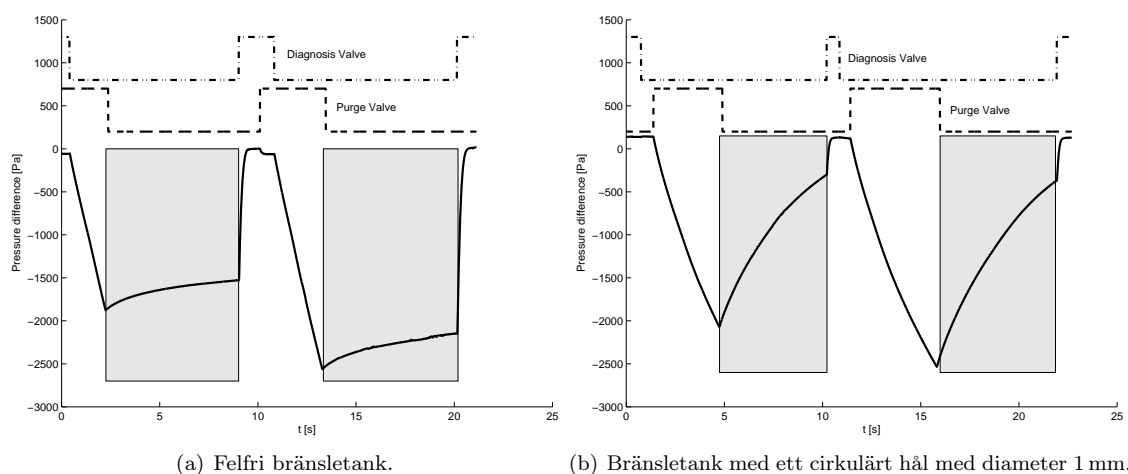 1500
1000
500
0
−500
−1000
−1500
−2000
−2500
−3000
0 5 10 15 20 25
Pressure difference [Pa]
t [s]
Diagnosis Valve
Purge Valve
1500
1000
500
0
−500
−1000
−1500
−2000
−2500
−3000
0 5 10 15 20 25
Pressure difference [Pa]
t [s]
Diagnosis Valve
Purge Valve
(a) Felfri bränsletank.
(b) Bränsletank med ett cirkulärt hål med diameter 1 mm.